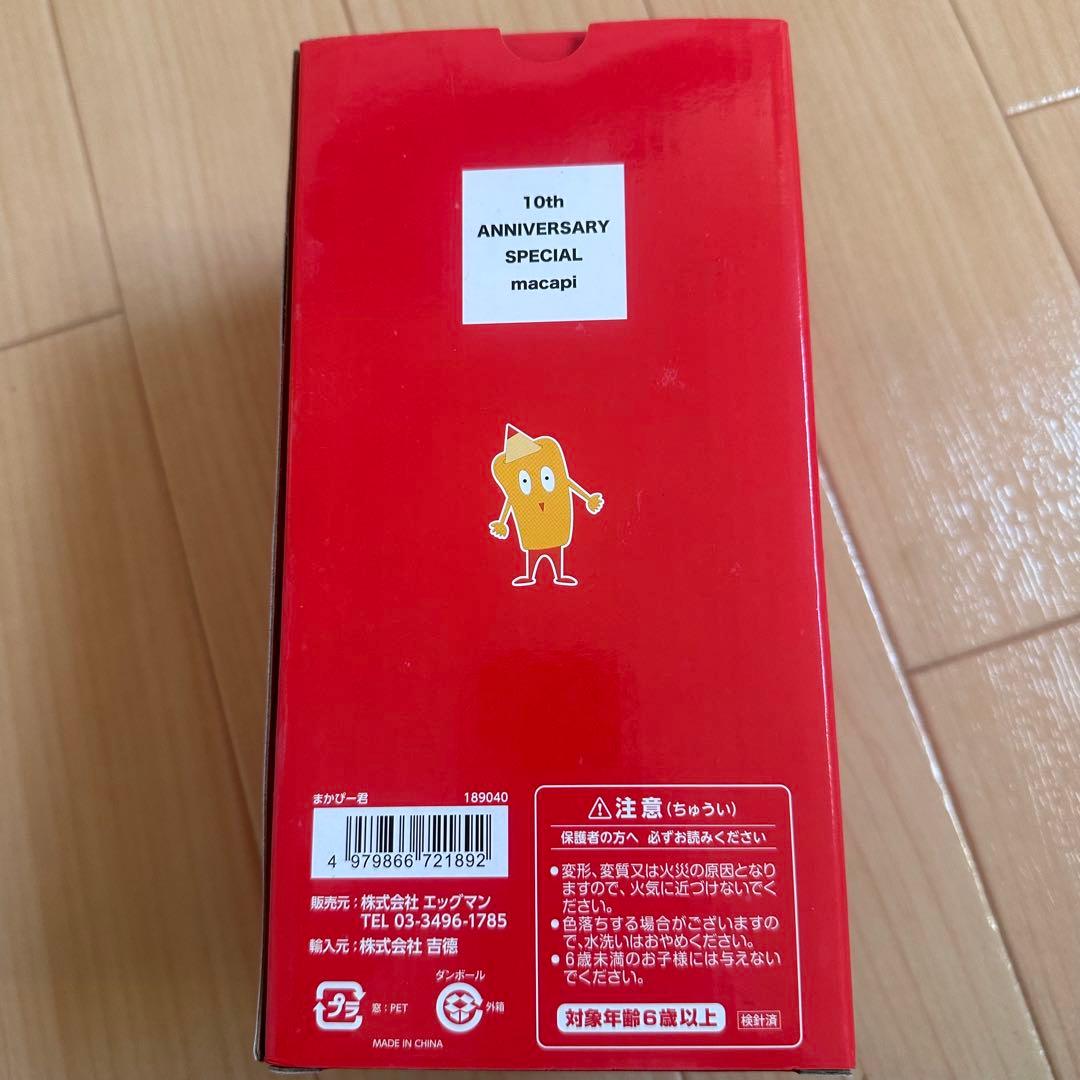 10th
ANNIVERSARY
SPECIAL
macapi
まかぴー君 189040
4 979866 721892
販売元：株式会社 エッグマン
TEL 03-3496-1785
輸入元：株式会社 吉徳
プラ
窓：PET
ダンボール
外箱
MADE IN CHINA
注意(ちゅうい)
保護者の方へ 必ずお読みください
●変形、変質又は火災の原因となり
ますので、火気に近づけないでく
ださい。
●色落ちする場合がございますの
で、水洗いはおやめください。
●6歳未満のお子様には与えない
でください。
対象年齢6歳以上
検針済